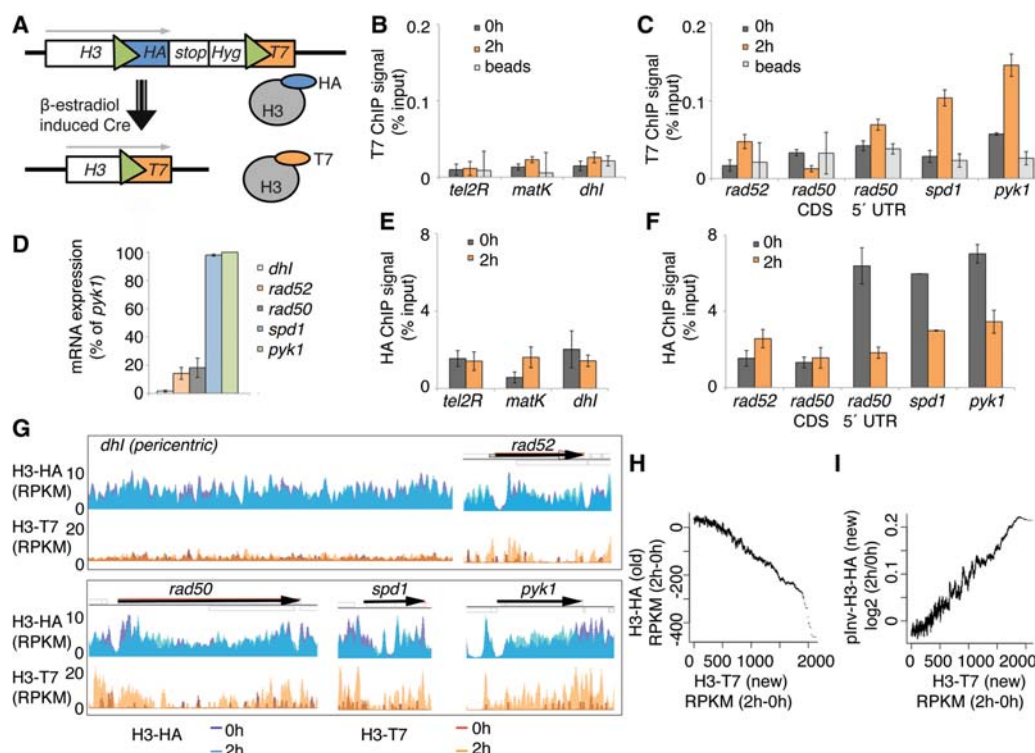 A
H3 HA stop Hyg T7
β-estradiol
induced Cre
H3 HA
H3 T7
H3 T7
B
T7 ChIP signal
(% input)
0.2
0.1
0
0h
2h
beads
tel2R matK dhI
C
T7 ChIP signal
(% input)
0.2
0.1
0
0h
2h
beads
rad52 rad50 rad50 spd1 pyk1
CDS 5´ UTR
D
mRNA expression
(% of pyk1)
100
80
60
40
20
0
dhI
rad52
rad50
spd1
pyk1
E
HA ChIP signal
(% input)
8
4
0
0h
2h
tel2R matK dhI
F
HA ChIP signal
(% input)
8
4
0
0h
2h
rad52 rad50 rad50 spd1 pyk1
CDS 5´ UTR
G
dhI (pericentric) rad52
H3-HA 10
(RPKM) 0
H3-T7 20
(RPKM) 0
rad50 spd1 pyk1
H3-HA 10
(RPKM) 0
H3-T7 20
(RPKM) 0
H3-HA 0h 2h
H3-T7 0h 2h
H
H3-HA (old)
RPKM (2h-0h)
0
-200
-400
0 500 1000 2000
H3-T7 (new)
RPKM (2h-0h)
I
pInv-H3-HA (new)
log2 (2h/0h)
0.2
0.1
0
0 500 1000 2000
H3-T7 (new)
RPKM (2h-0h)